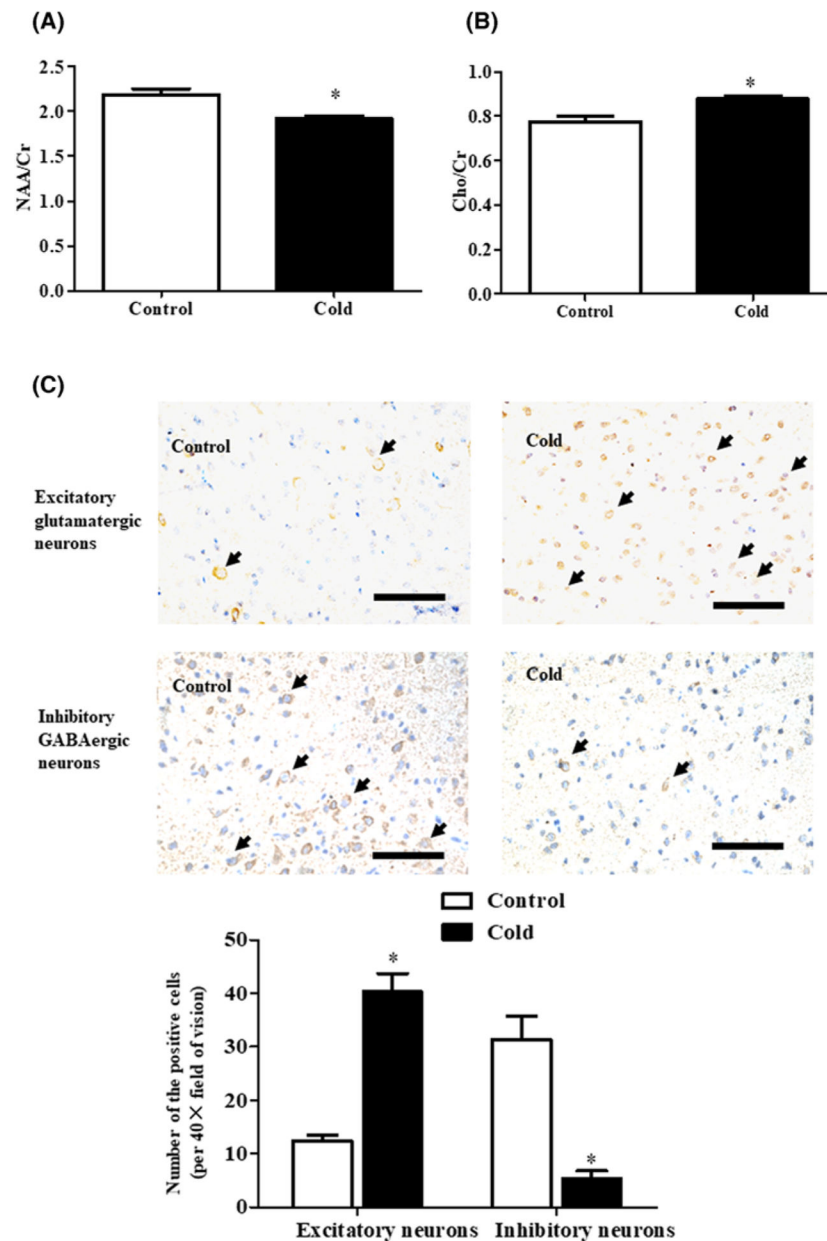 (A)
2.5
2.0
1.5
1.0
0.5
0.0
NAA/Cr
*
Control
Cold
(B)
1.0
0.8
0.6
0.4
0.2
0.0
Cho/Cr
*
Control
Cold
(C)
Excitatory
glutamatergic
neurons
Control
Cold
Inhibitory
GABAergic
neurons
Control
Cold
Control
Cold
Number of the positive cells
(per 40× field of vision)
50
40
30
20
10
0
*
*
Excitatory neurons
Inhibitory neurons